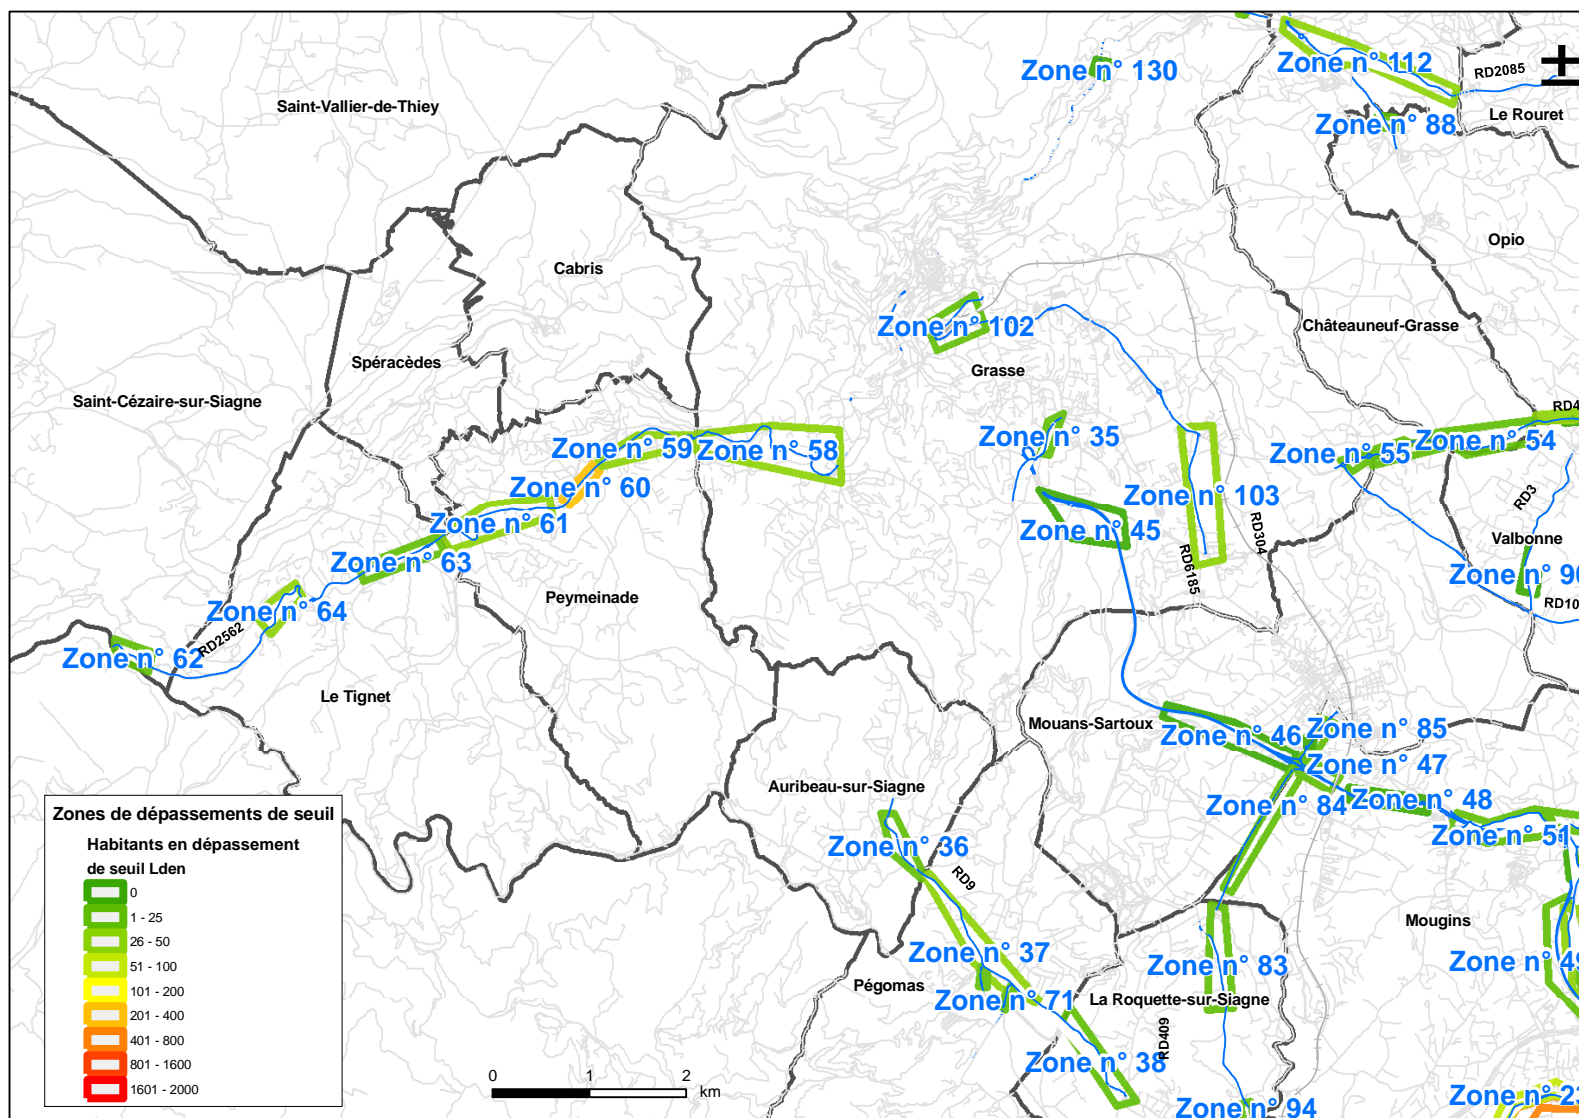 Zone n° 130
Zone n° 112
RD2085
Le Rouret
Zone n° 88
Saint-Vallier-de-Thiey
Opio
Cabris
Zone n° 102
Châteauneuf-Grasse
Spéracèdes
Grasse
Saint-Cézaire-sur-Siagne
RD4
Zone n° 35
Zone n° 54
Zone n° 55
Zone n° 59
Zone n° 58
Zone n° 60
Zone n° 103
RD3
Zone n° 61
Zone n° 45
RD304
Valbonne
Zone n° 63
RD6185
Zone n° 90
RD10
Peymeinade
Zone n° 64
RD2562
Zone n° 62
Le Tignet
Mouans-Sartoux
Zone n° 46
Zone n° 85
Zone n° 47
Auribeau-sur-Siagne
Zone n° 84
Zone n° 48
Zone n° 51
Zone n° 36
RD9
Mougins
Zone n° 37
Zone n° 83
Zone n° 49
Pégomas
Zone n° 71
La Roquette-sur-Siagne
RD409
Zone n° 38
Zone n° 94
Zone n° 23
Zones de dépassements de seuil
Habitants en dépassement
de seuil Lden
0
1 - 25
26 - 50
51 - 100
101 - 200
201 - 400
401 - 800
801 - 1600
1601 - 2000
0 1 2
km